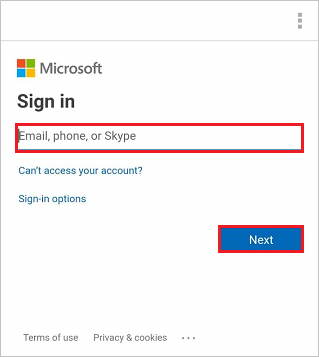 Microsoft
Sign in
Email, phone, or Skype
Can't access your account?
Sign-in options
Next
Terms of use Privacy & cookies ...